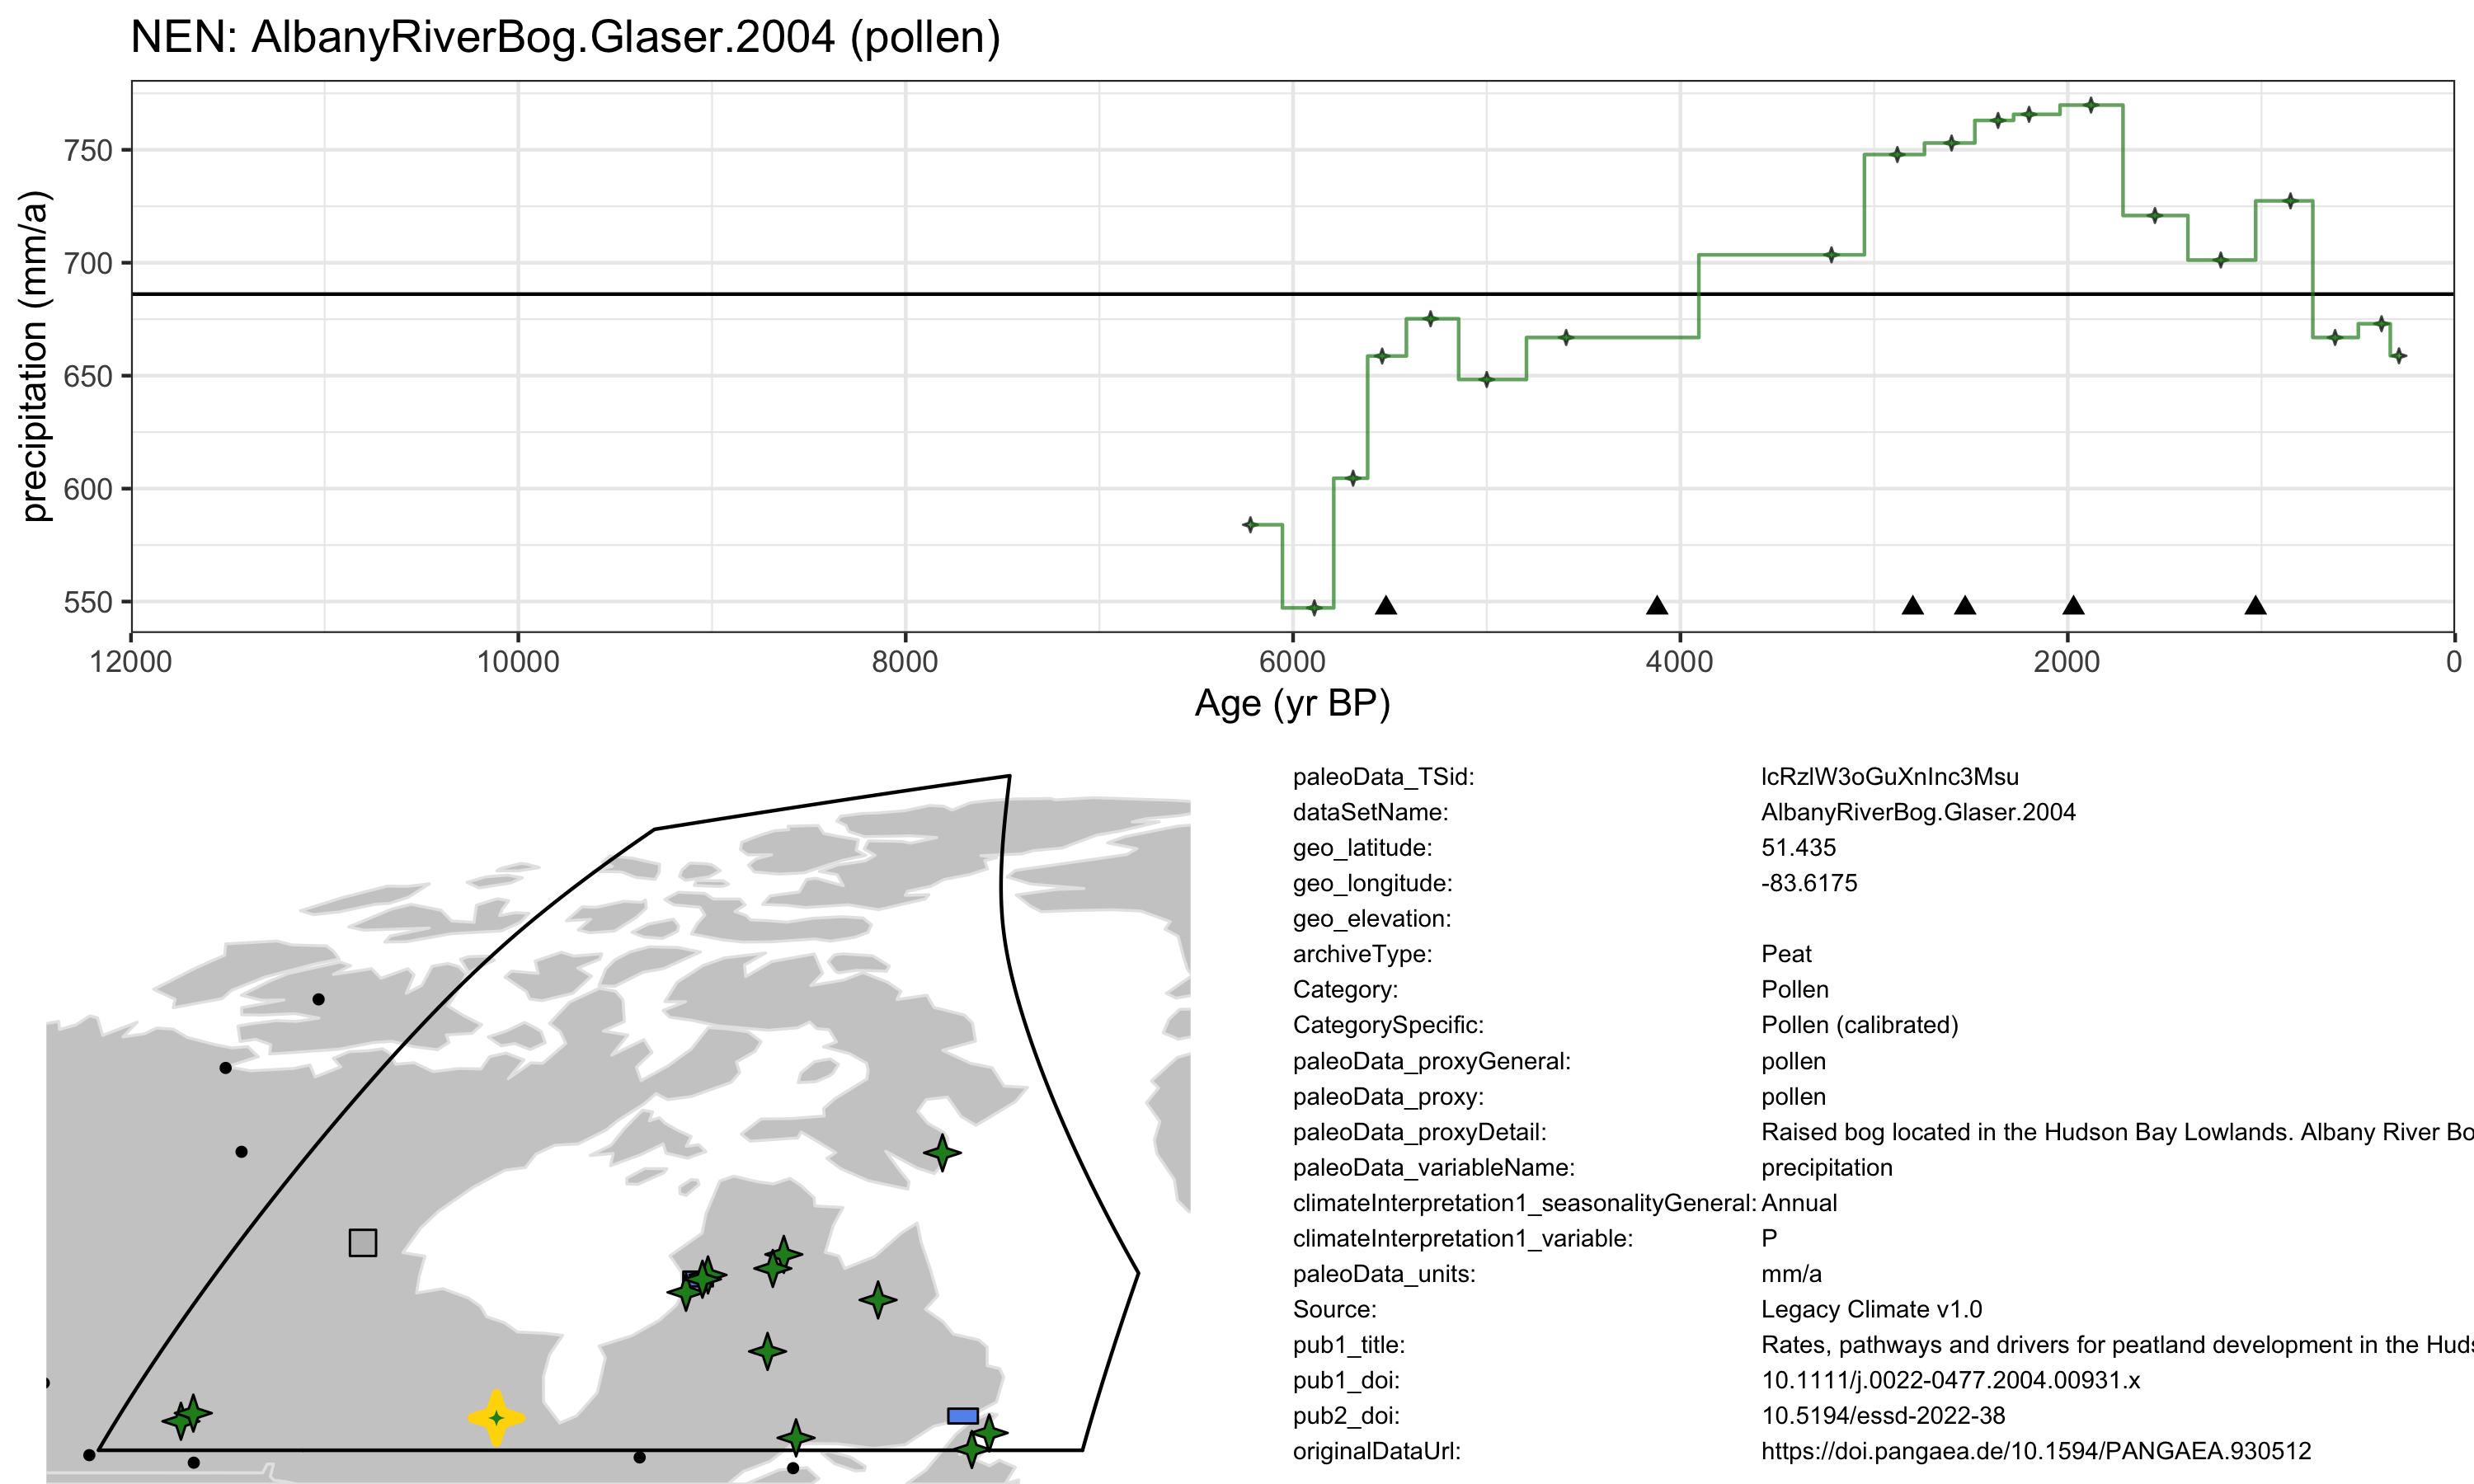 NEN: AlbanyRiverBog.Glaser.2004 (pollen)
precipitation (mm/a)
750
700
650
600
550
12000 10000 8000 6000 4000 2000 0
Age (yr BP)
paleoData_TSid: lcRzlW3oGuXnInc3Msu
dataSetName: AlbanyRiverBog.Glaser.2004
geo_latitude: 51.435
geo_longitude: -83.6175
geo_elevation:
archiveType: Peat
Category: Pollen
CategorySpecific: Pollen (calibrated)
paleoData_proxyGeneral: pollen
paleoData_proxy: pollen
paleoData_proxyDetail: Raised bog located in the Hudson Bay Lowlands. Albany River Bo
paleoData_variableName: precipitation
climateInterpretation1_seasonalityGeneral: Annual
climateInterpretation1_variable: P
paleoData_units: mm/a
Source: Legacy Climate v1.0
pub1_title: Rates, pathways and drivers for peatland development in the Huds
pub1_doi: 10.1111/j.0022-0477.2004.00931.x
pub2_doi: 10.5194/essd-2022-38
originalDataUrl: https://doi.pangaea.de/10.1594/PANGAEA.930512